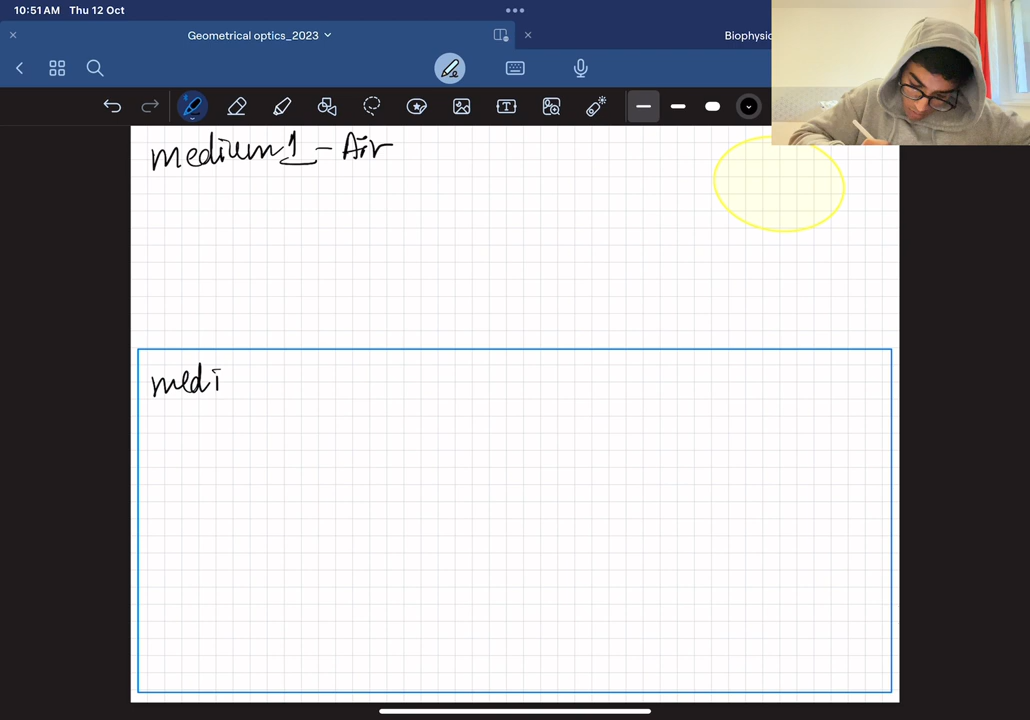 10:51 AM Thu 12 Oct
Geometrical optics_2023
Biophysic
medium 1 - Air
medi